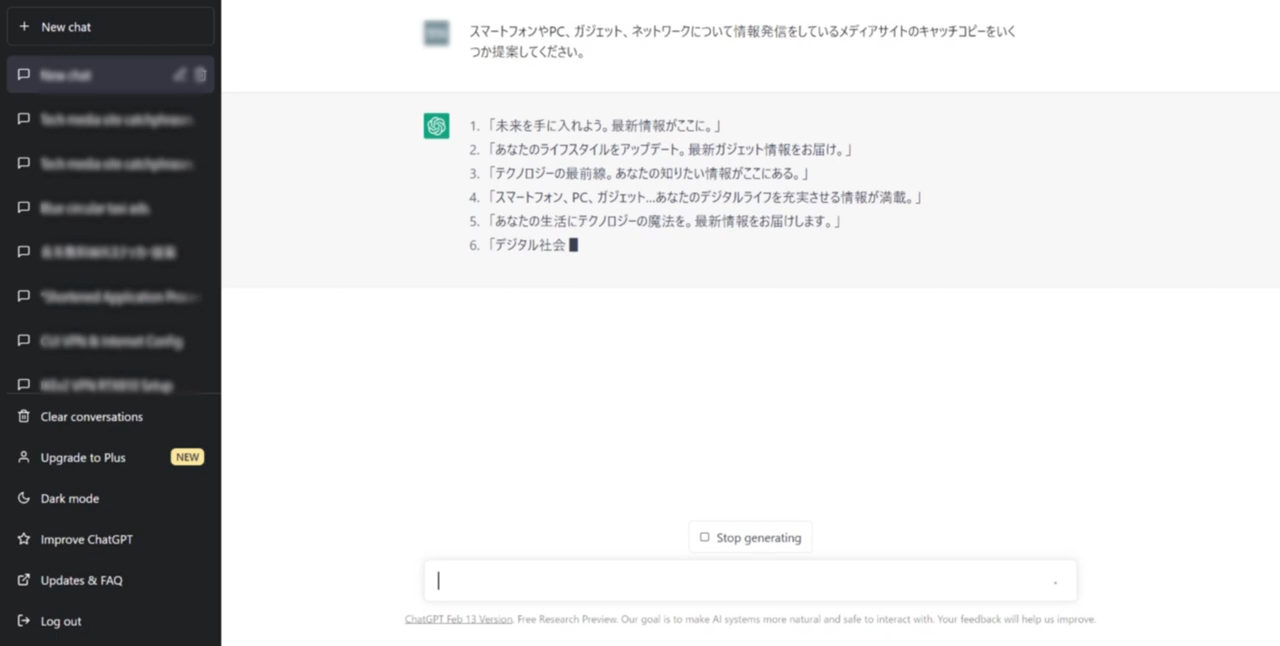 New chat
Clear conversations
Upgrade to Plus
NEW
Dark mode
Improve ChatGPT
Updates & FAQ
Log out
スマートフォンやPC、ガジェット、ネットワークについて情報発信をしているメディアサイトのキャッチコピーをいく
つか提案してください。
1. 「未来を手に入れよう。最新情報がここに。」
2. 「あなたのライフスタイルをアップデート。最新ガジェット情報をお届け。」
3. 「テクノロジーの最前線。あなたの知りたい情報がここにある。」
4. 「スマートフォン、PC、ガジェット...あなたのデジタルライフを充実させる情報が満載。」
5. 「あなたの生活にテクノロジーの魔法を。最新情報をお届けします。」
6. 「デジタル社会
Stop generating
ChatGPT Feb 13 Version. Free Research Preview. Our goal is to make AI systems more natural and safe to interact with. Your feedback will help us improve.